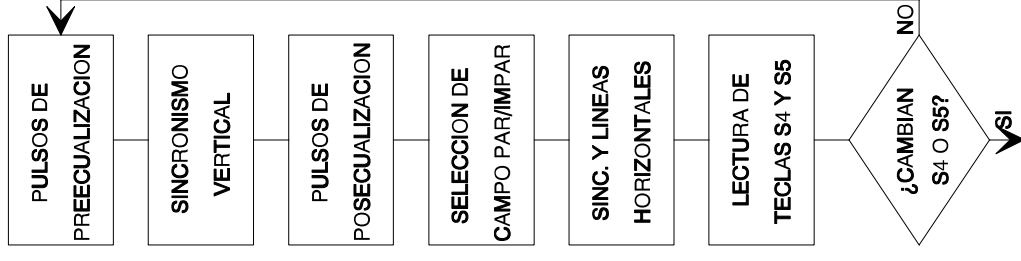 PULSOS DE
PREECUALIZACION
SINCRONISMO
VERTICAL
PULSOS DE
POSECUALIZACION
SELECCION DE
CAMPO PAR/IMPAR
SINC. Y LINEAS
HORIZONTALES
LECTURA DE
TECLAS S4 Y S5
¿CAMBIAN
S4 O S5?
NO
SI